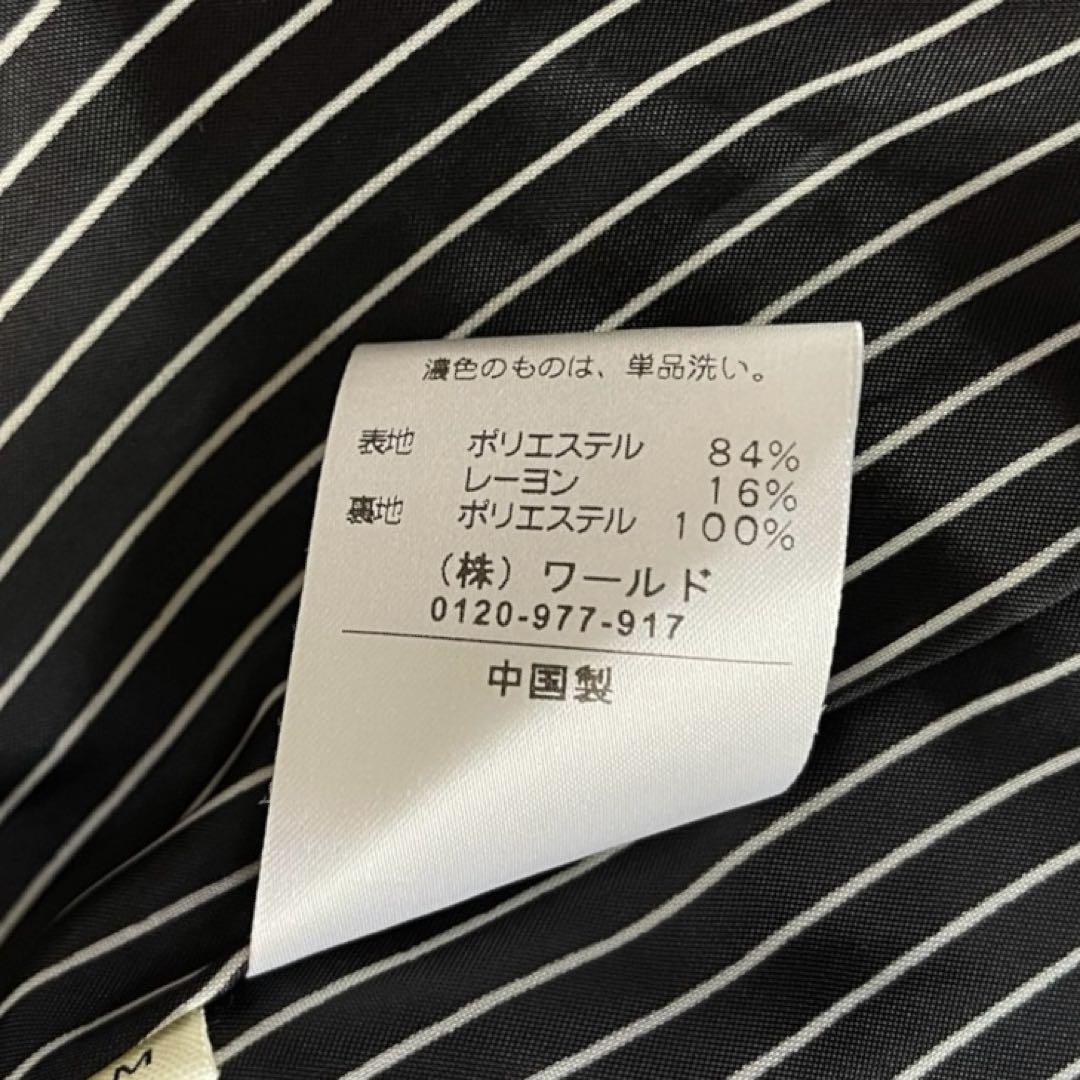 濃色のものは、単品洗い。
表地 ポリエステル 84%
レーヨン 16%
裏地 ポリエステル 100%
(株) ワールド
0120-977-917
中国製
M